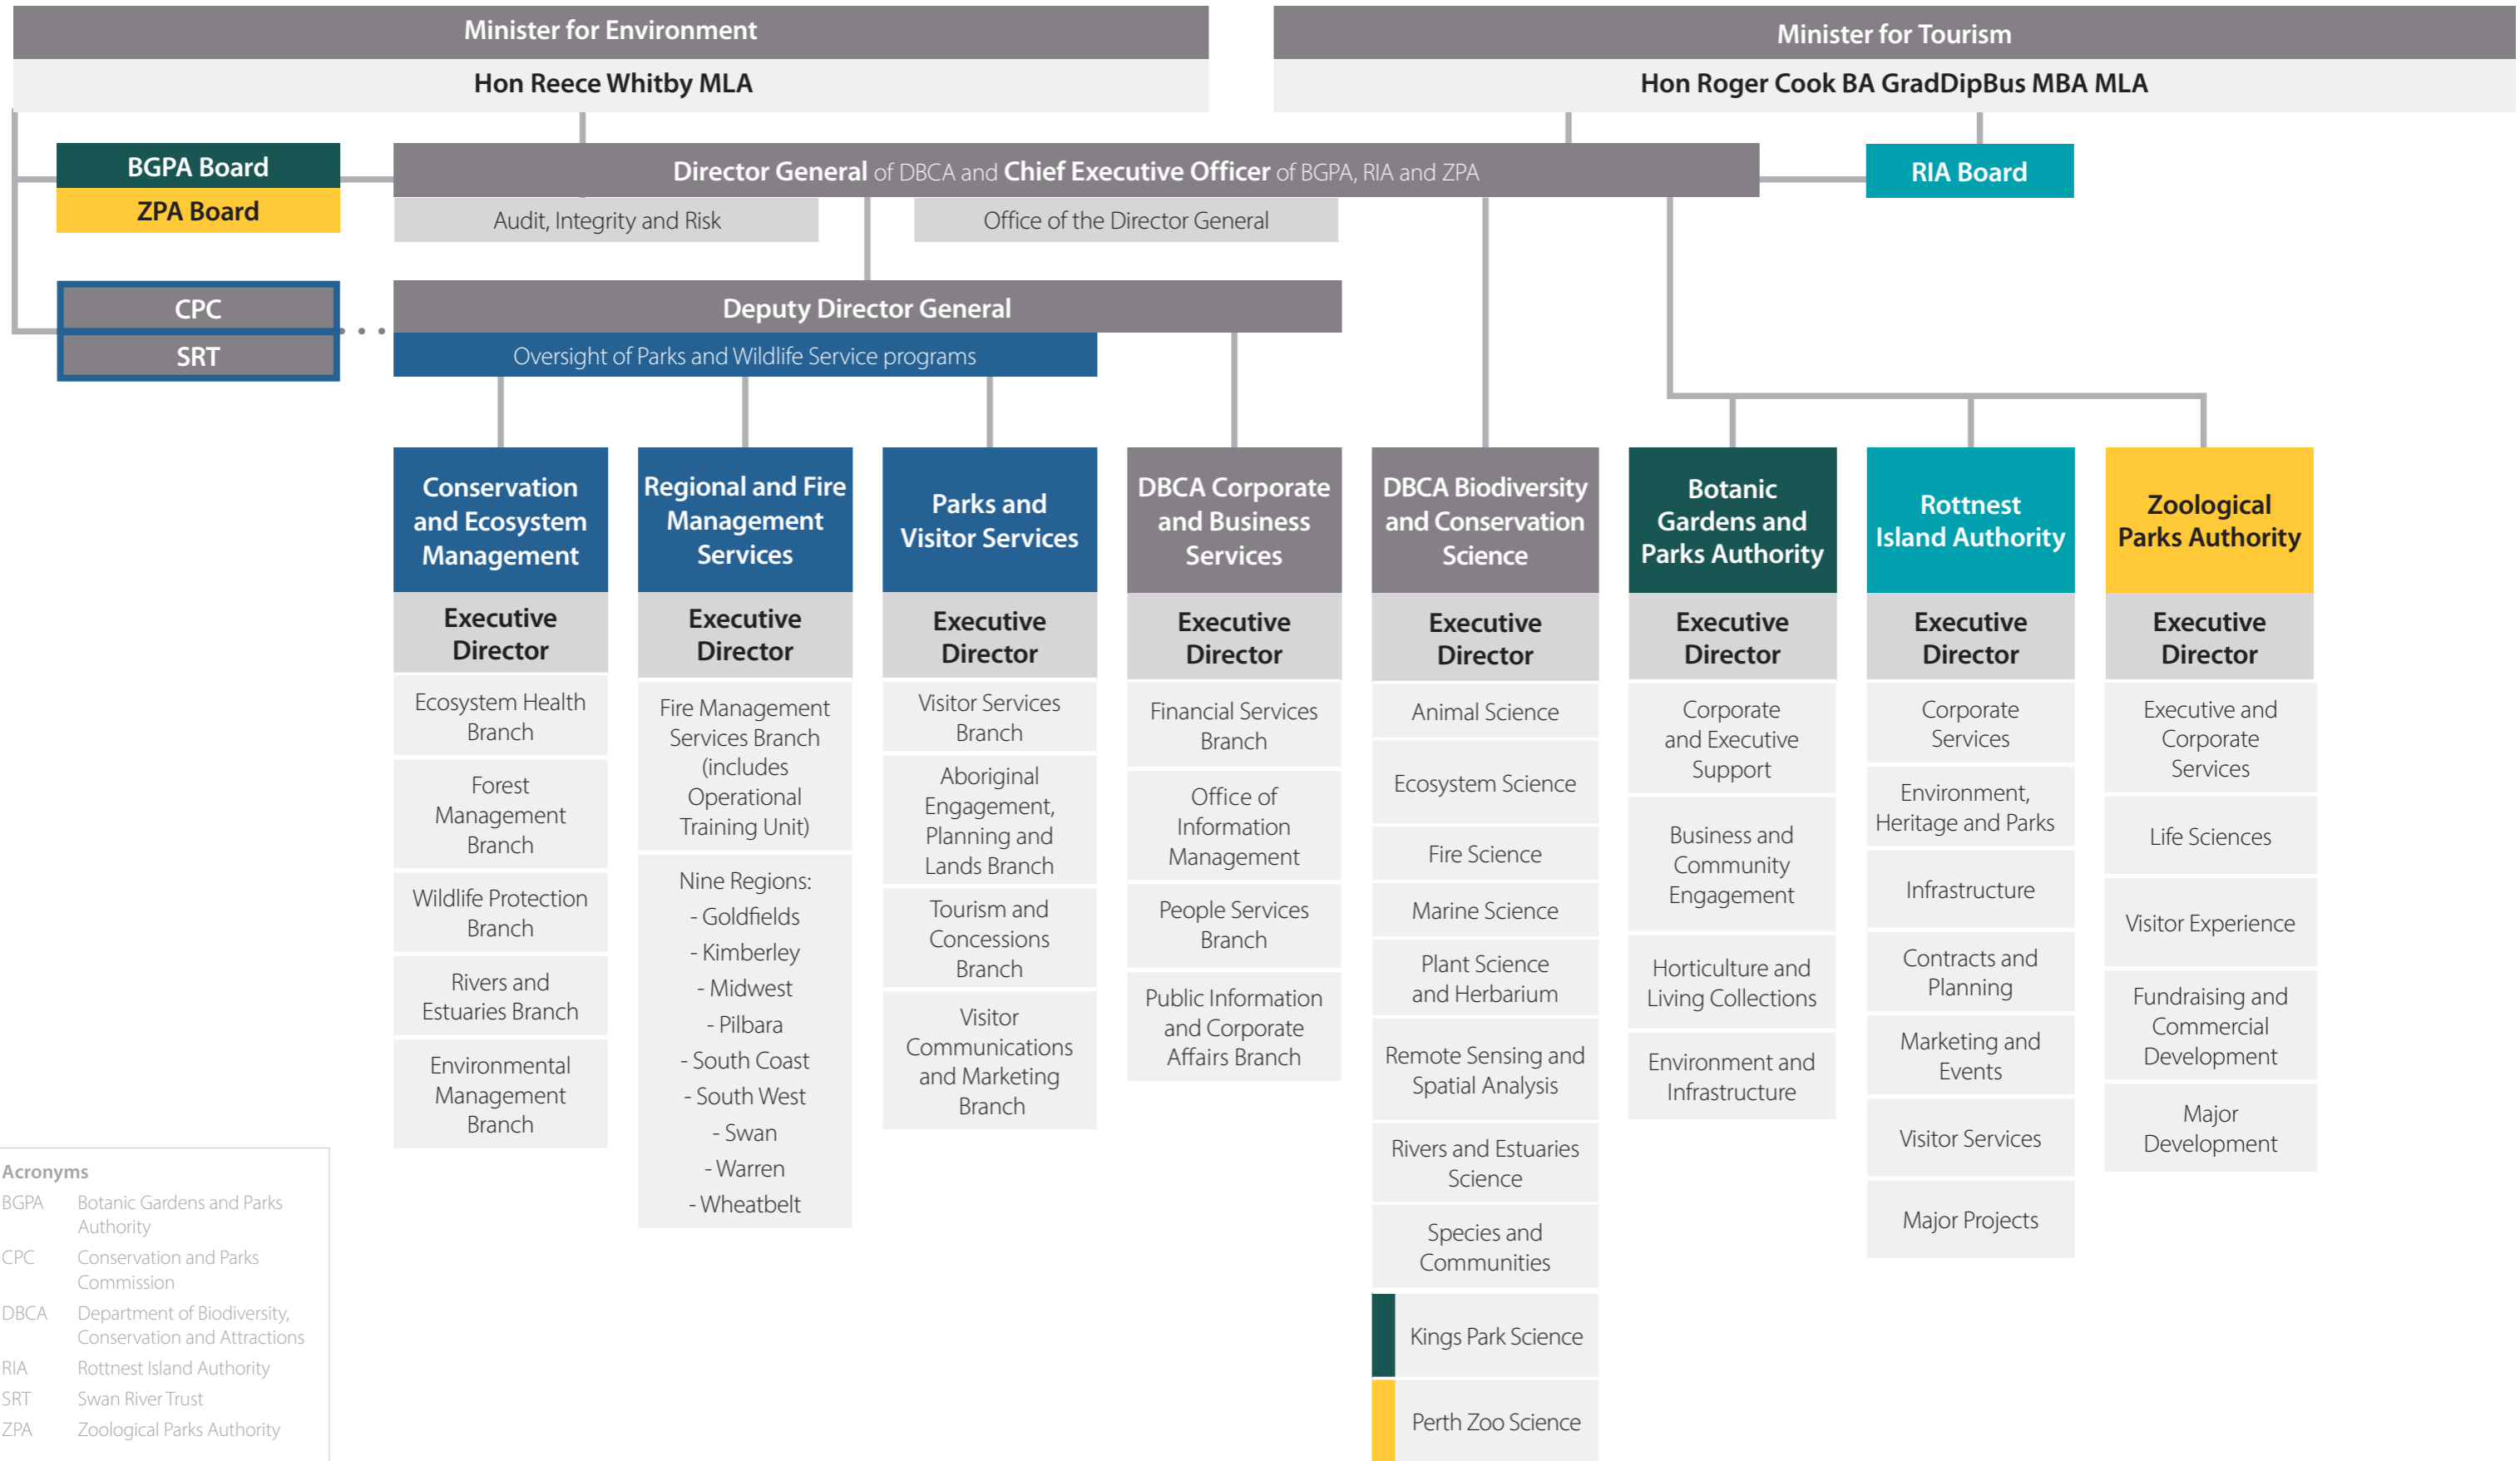 Minister for Environment
Hon Reece Whitby MLA
Minister for Tourism
Hon Roger Cook BA GradDipBus MBA MLA
BGPA Board
ZPA Board
Director General of DBCA and Chief Executive Officer of BGPA, RIA and ZPA
RIA Board
Audit, Integrity and Risk
Office of the Director General
CPC
SRT
Deputy Director General
Oversight of Parks and Wildlife Service programs
Conservation
and Ecosystem
Management
Executive
Director
Ecosystem Health
Branch
Forest
Management
Branch
Wildlife Protection
Branch
Rivers and
Estuaries Branch
Environmental
Management
Branch
Regional and Fire
Management
Services
Executive
Director
Fire Management
Services Branch
(includes
Operational
Training Unit)
Nine Regions:
- Goldfields
- Kimberley
- Midwest
- Pilbara
- South Coast
- South West
- Swan
- Warren
- Wheatbelt
Parks and
Visitor Services
Executive
Director
Visitor Services
Branch
Aboriginal
Engagement,
Planning and
Lands Branch
Tourism and
Concessions
Branch
Visitor
Communications
and Marketing
Branch
DBCA Corporate
and Business
Services
Executive
Director
Financial Services
Branch
Office of
Information
Management
People Services
Branch
Public Information
and Corporate
Affairs Branch
DBCA Biodiversity
and Conservation
Science
Executive
Director
Animal Science
Ecosystem Science
Fire Science
Marine Science
Plant Science
and Herbarium
Remote Sensing and
Spatial Analysis
Rivers and Estuaries
Science
Species and
Communities
Kings Park Science
Perth Zoo Science
Botanic
Gardens and
Parks Authority
Executive
Director
Corporate
and Executive
Support
Business and
Community
Engagement
Horticulture and
Living Collections
Environment and
Infrastructure
Rottnest
Island Authority
Executive
Director
Corporate
Services
Environment,
Heritage and Parks
Infrastructure
Contracts and
Planning
Marketing and
Events
Visitor Services
Major Projects
Zoological
Parks Authority
Executive
Director
Executive and
Corporate
Services
Life Sciences
Visitor Experience
Fundraising and
Commercial
Development
Major
Development
Acronyms
BGPA Botanic Gardens and Parks
Authority
CPC Conservation and Parks
Commission
DBCA Department of Biodiversity,
Conservation and Attractions
RIA Rottnest Island Authority
SRT Swan River Trust
ZPA Zoological Parks Authority